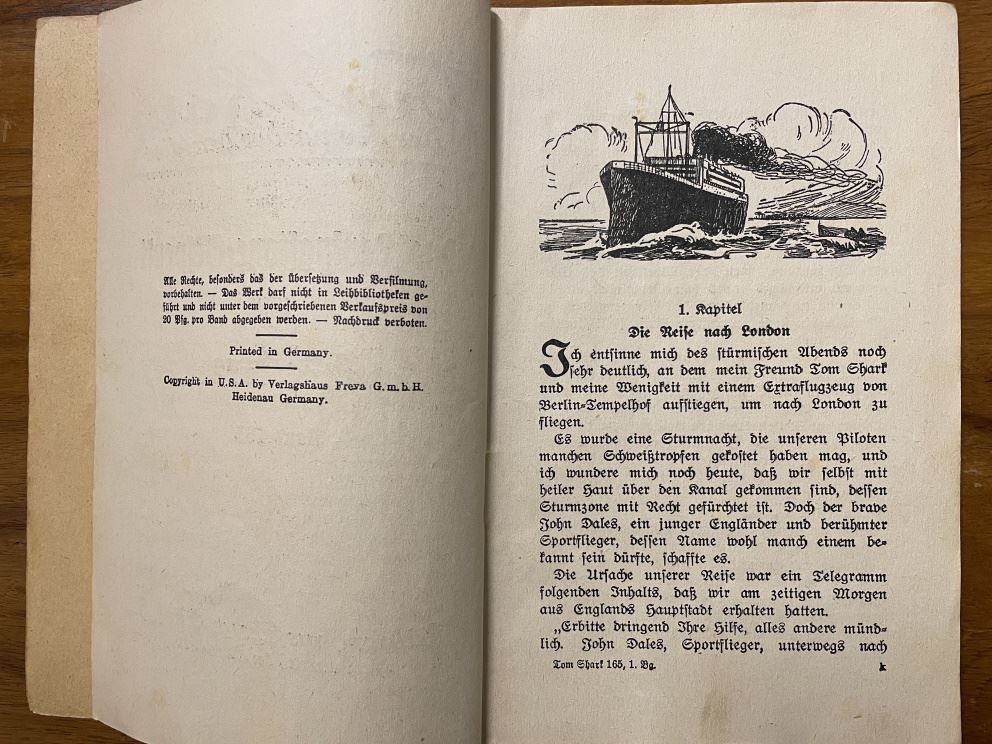 Alle Rechte, besonders das der Übersetzung und Verfilmung,
vorbehalten. — Das Werk darf nicht in Leihbibliotheken ge-
führt und nicht unter dem vorgeschriebenen Verkaufspreis von
20 Pfg. pro Band abgegeben werden. — Nachdruck verboten.
Printed in Germany.
Copyright in U.S.A. by Verlagshaus Freya G. m. b. H.
Heidenau Germany.
1. Kapitel
Die Reise nach London
Ich entsinne mich des stürmischen Abends noch
sehr deutlich, an dem mein Freund Tom Shark
und meine Wenigkeit mit einem Extraflugzeug von
Berlin-Tempelhof aufstiegen, um nach London zu
fliegen.
Es wurde eine Sturmnacht, die unseren Piloten
manchen Schweißtropfen gekostet haben mag, und
ich wundere mich noch heute, daß wir selbst mit
heiler Haut über den Kanal gekommen sind, dessen
Sturmzone mit Recht gefürchtet ist. Doch der brave
John Dales, ein junger Engländer und berühmter
Sportflieger, dessen Name wohl manch einem be-
kannt sein dürfte, schaffte es.
Die Ursache unserer Reise war ein Telegramm
folgenden Inhalts, daß wir am zeitigen Morgen
aus Englands Hauptstadt erhalten hatten.
„Erbitte dringend Ihre Hilfe, alles andere münd-
lich. John Dales, Sportflieger, unterwegs nach
Tom Shark 165, 1. Bg.